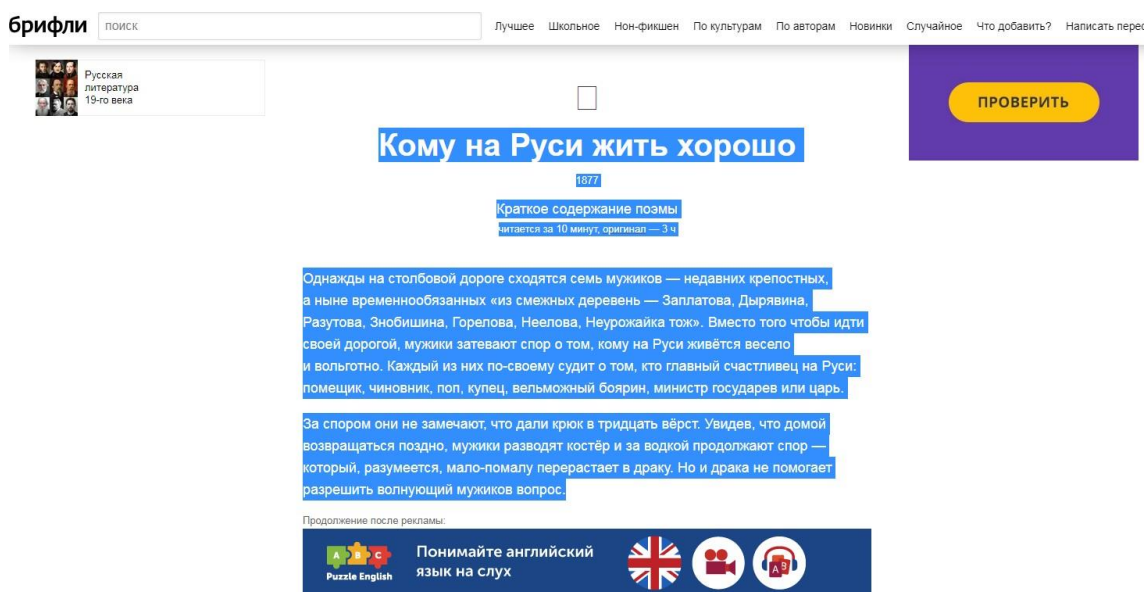 брифли
поиск
Лучшее Школьное Нон-фикшен По культурам По авторам Новинки Случайное Что добавить? Написать перес
Русская
литература
19-го века
ПРОВЕРИТЬ
Кому на Руси жить хорошо
1877
Краткое содержание поэмы
читается за 10 минут, оригинал — 3 ч
Однажды на столбовой дороге сходятся семь мужиков — недавних крепостных,
а ныне временнообязанных «из смежных деревень — Заплатова, Дырявина,
Разутова, Знобишина, Горелова, Неелова, Неурожайка тож». Вместо того чтобы идти
своей дорогой, мужики затевают спор о том, кому на Руси живётся весело
и вольготно. Каждый из них по-своему судит о том, кто главный счастливец на Руси:
помещик, чиновник, поп, купец, вельможный боярин, министр государев или царь.
За спором они не замечают, что дали крюк в тридцать вёрст. Увидев, что домой
возвращаться поздно, мужики разводят костёр и за водкой продолжают спор —
который, разумеется, мало-помалу перерастает в драку. Но и драка не помогает
разрешить волнующий мужиков вопрос.
Продолжение после рекламы:
A B C
Puzzle English
Понимайте английский
язык на слух
A B